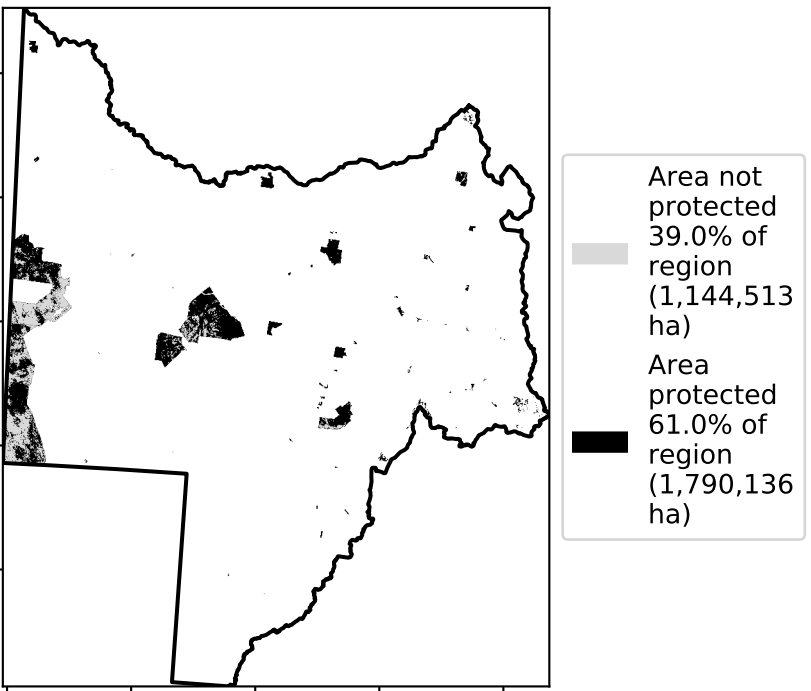 Area not
protected
39.0% of
region
(1,144,513
ha)
Area
protected
61.0% of
region
(1,790,136
ha)